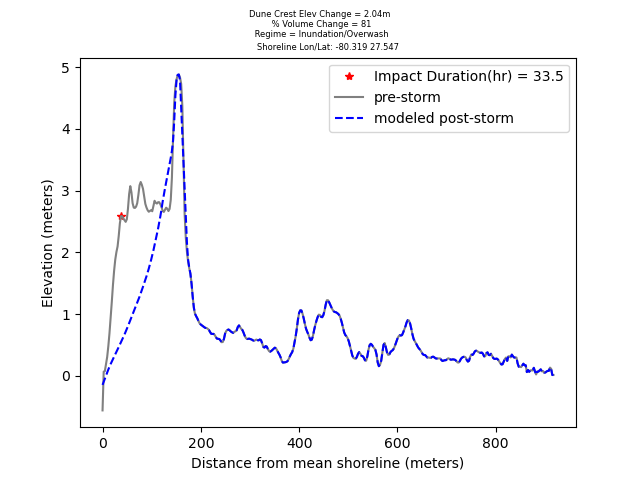 Dune Crest Elev Change = 2.04m
% Volume Change = 81
Regime = Inundation/Overwash
Shoreline Lon/Lat: -80.319 27.547
Impact Duration(hr) = 33.5
pre-storm
modeled post-storm
Elevation (meters)
5
4
3
2
1
0
0 200 400 600 800
Distance from mean shoreline (meters)